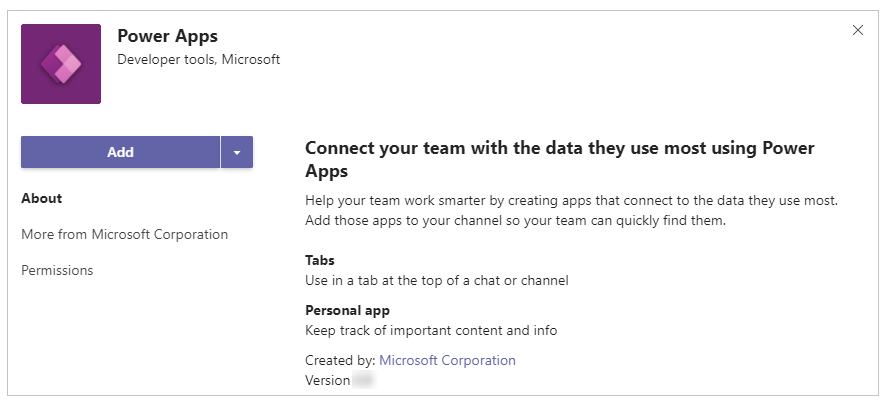 Power Apps
Developer tools, Microsoft
Add
About
More from Microsoft Corporation
Permissions
Connect your team with the data they use most using Power
Apps
Help your team work smarter by creating apps that connect to the data they use most.
Add those apps to your channel so your team can quickly find them.
Tabs
Use in a tab at the top of a chat or channel
Personal app
Keep track of important content and info
Created by: Microsoft Corporation
Version